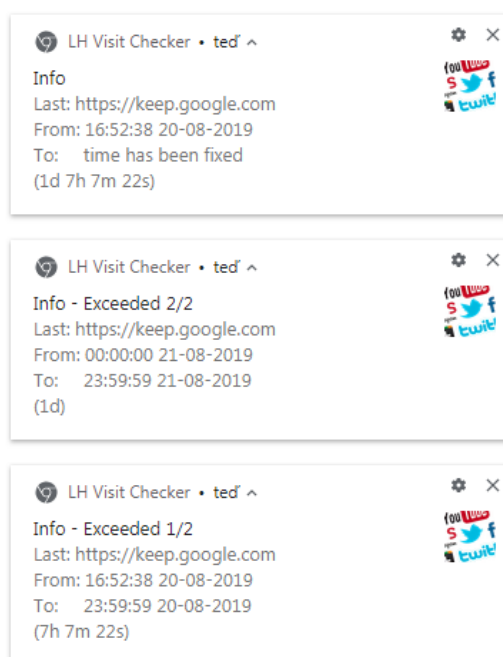 LH Visit Checker • teď
Info
Last: https://keep.google.com
From: 16:52:38 20-08-2019
To: time has been fixed
(1d 7h 7m 22s)
LH Visit Checker • teď
Info - Exceeded 2/2
Last: https://keep.google.com
From: 00:00:00 21-08-2019
To: 23:59:59 21-08-2019
(1d)
LH Visit Checker • teď
Info - Exceeded 1/2
Last: https://keep.google.com
From: 16:52:38 20-08-2019
To: 23:59:59 20-08-2019
(7h 7m 22s)